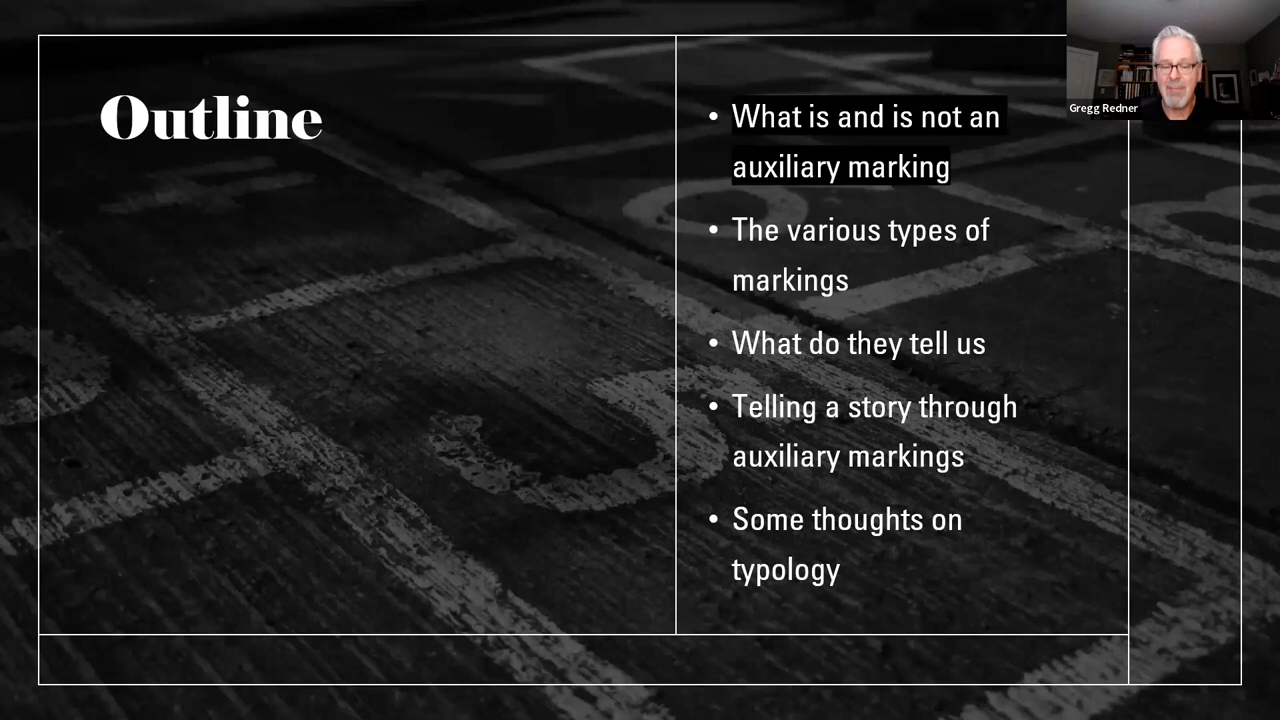 Outline
• What is and is not an
auxiliary marking
• The various types of
markings
• What do they tell us
• Telling a story through
auxiliary markings
• Some thoughts on
typology
Gregg Redner